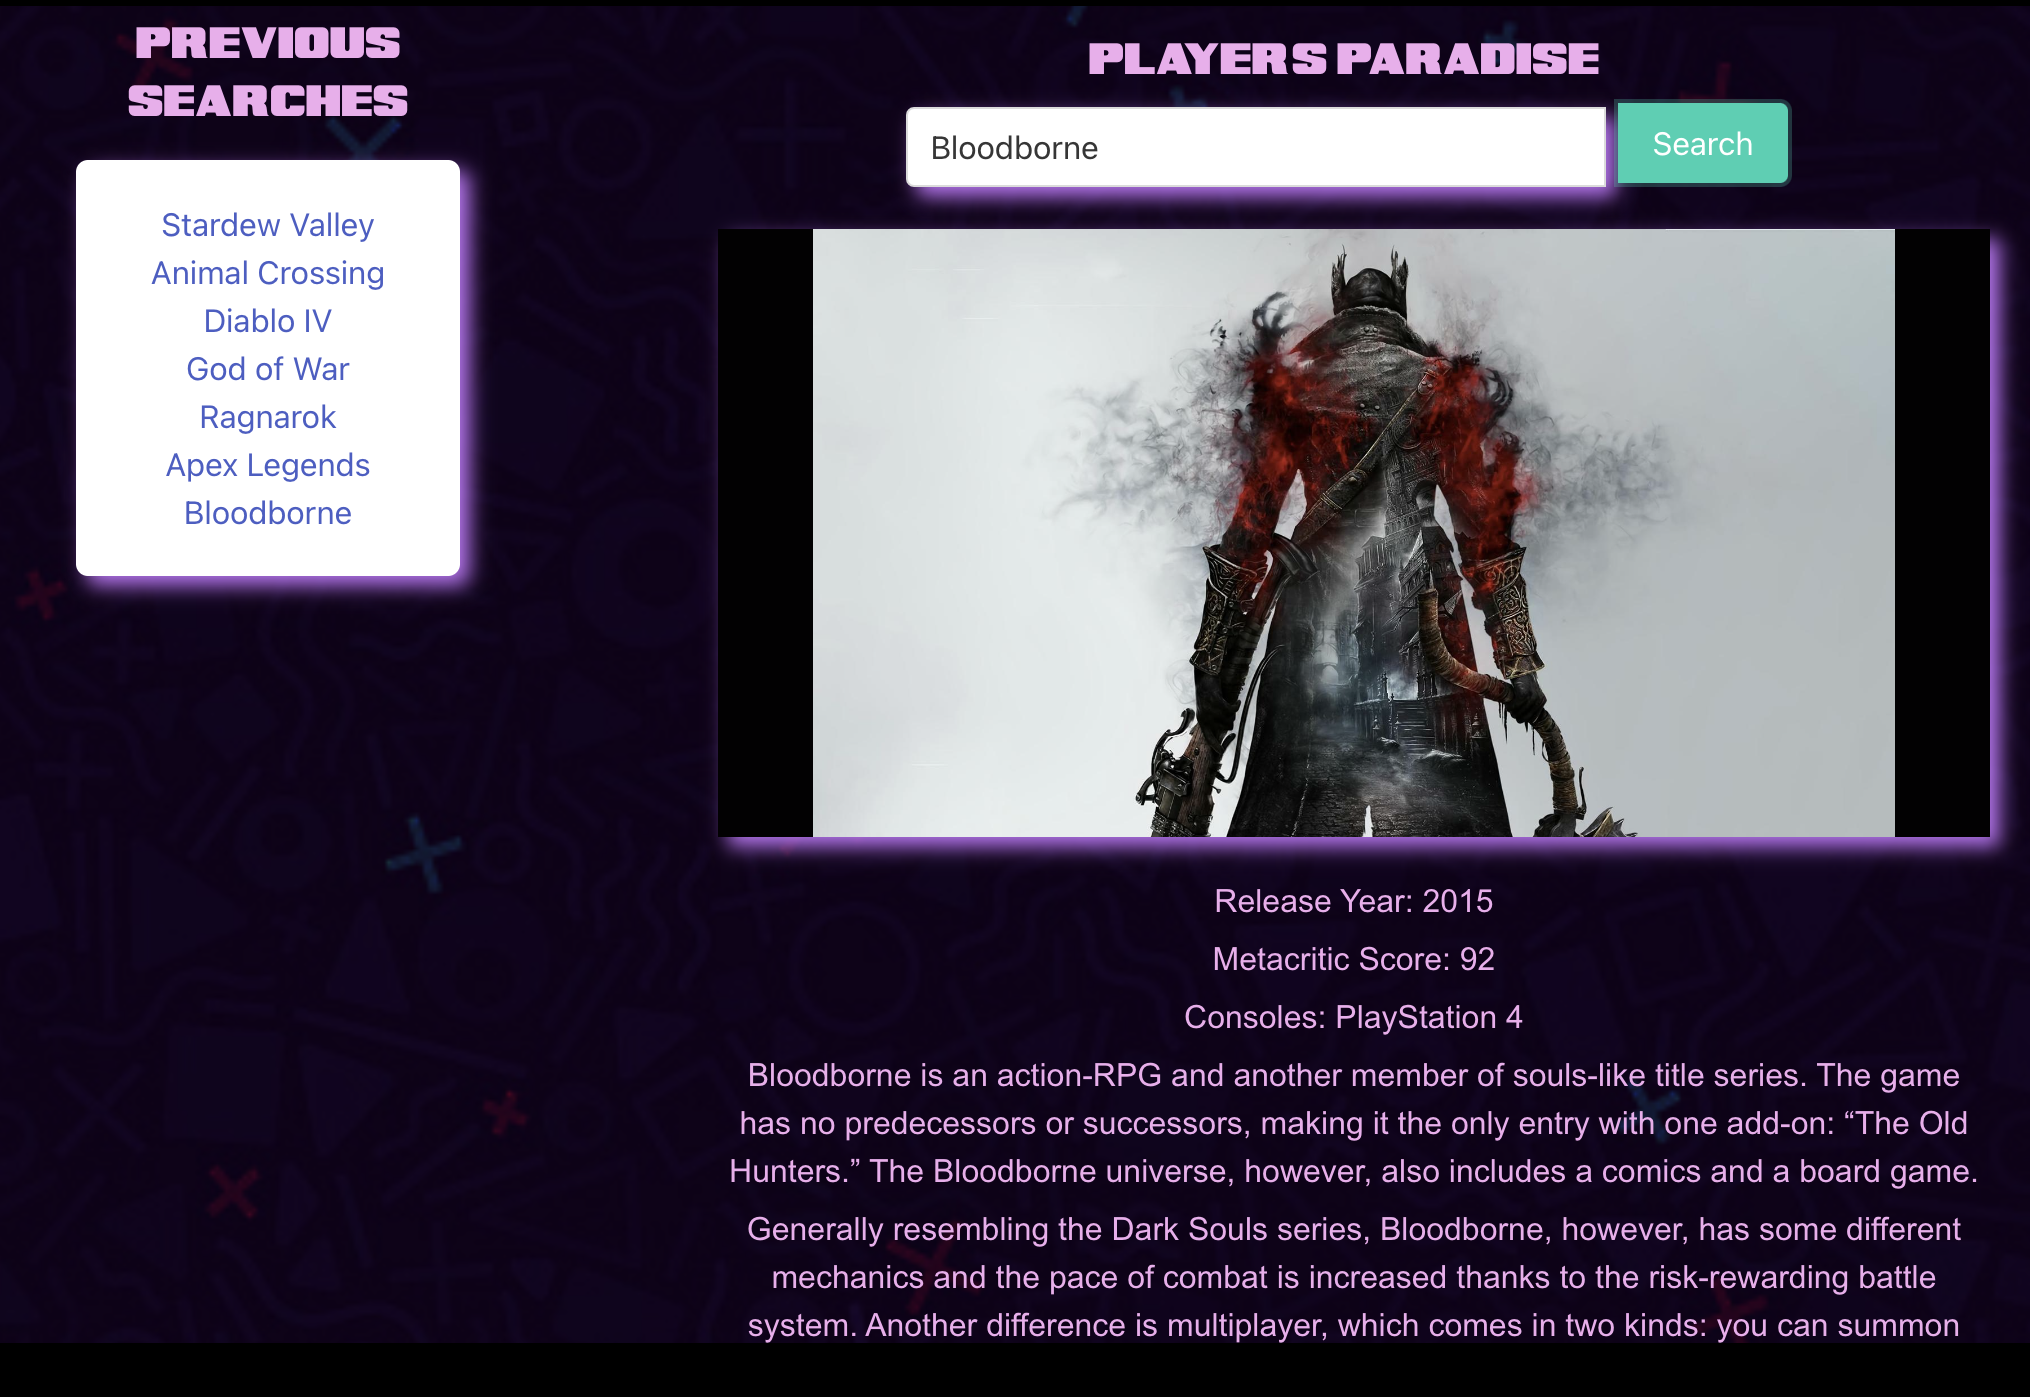 PREVIOUS
SEARCHES
Stardew Valley
Animal Crossing
Diablo IV
God of War
Ragnarok
Apex Legends
Bloodborne
PLAYERS PARADISE
Bloodborne
Search
Release Year: 2015
Metacritic Score: 92
Consoles: PlayStation 4
Bloodborne is an action-RPG and another member of souls-like title series. The game
has no predecessors or successors, making it the only entry with one add-on: “The Old
Hunters.” The Bloodborne universe, however, also includes a comics and a board game.
Generally resembling the Dark Souls series, Bloodborne, however, has some different
mechanics and the pace of combat is increased thanks to the risk-rewarding battle
system. Another difference is multiplayer, which comes in two kinds: you can summon